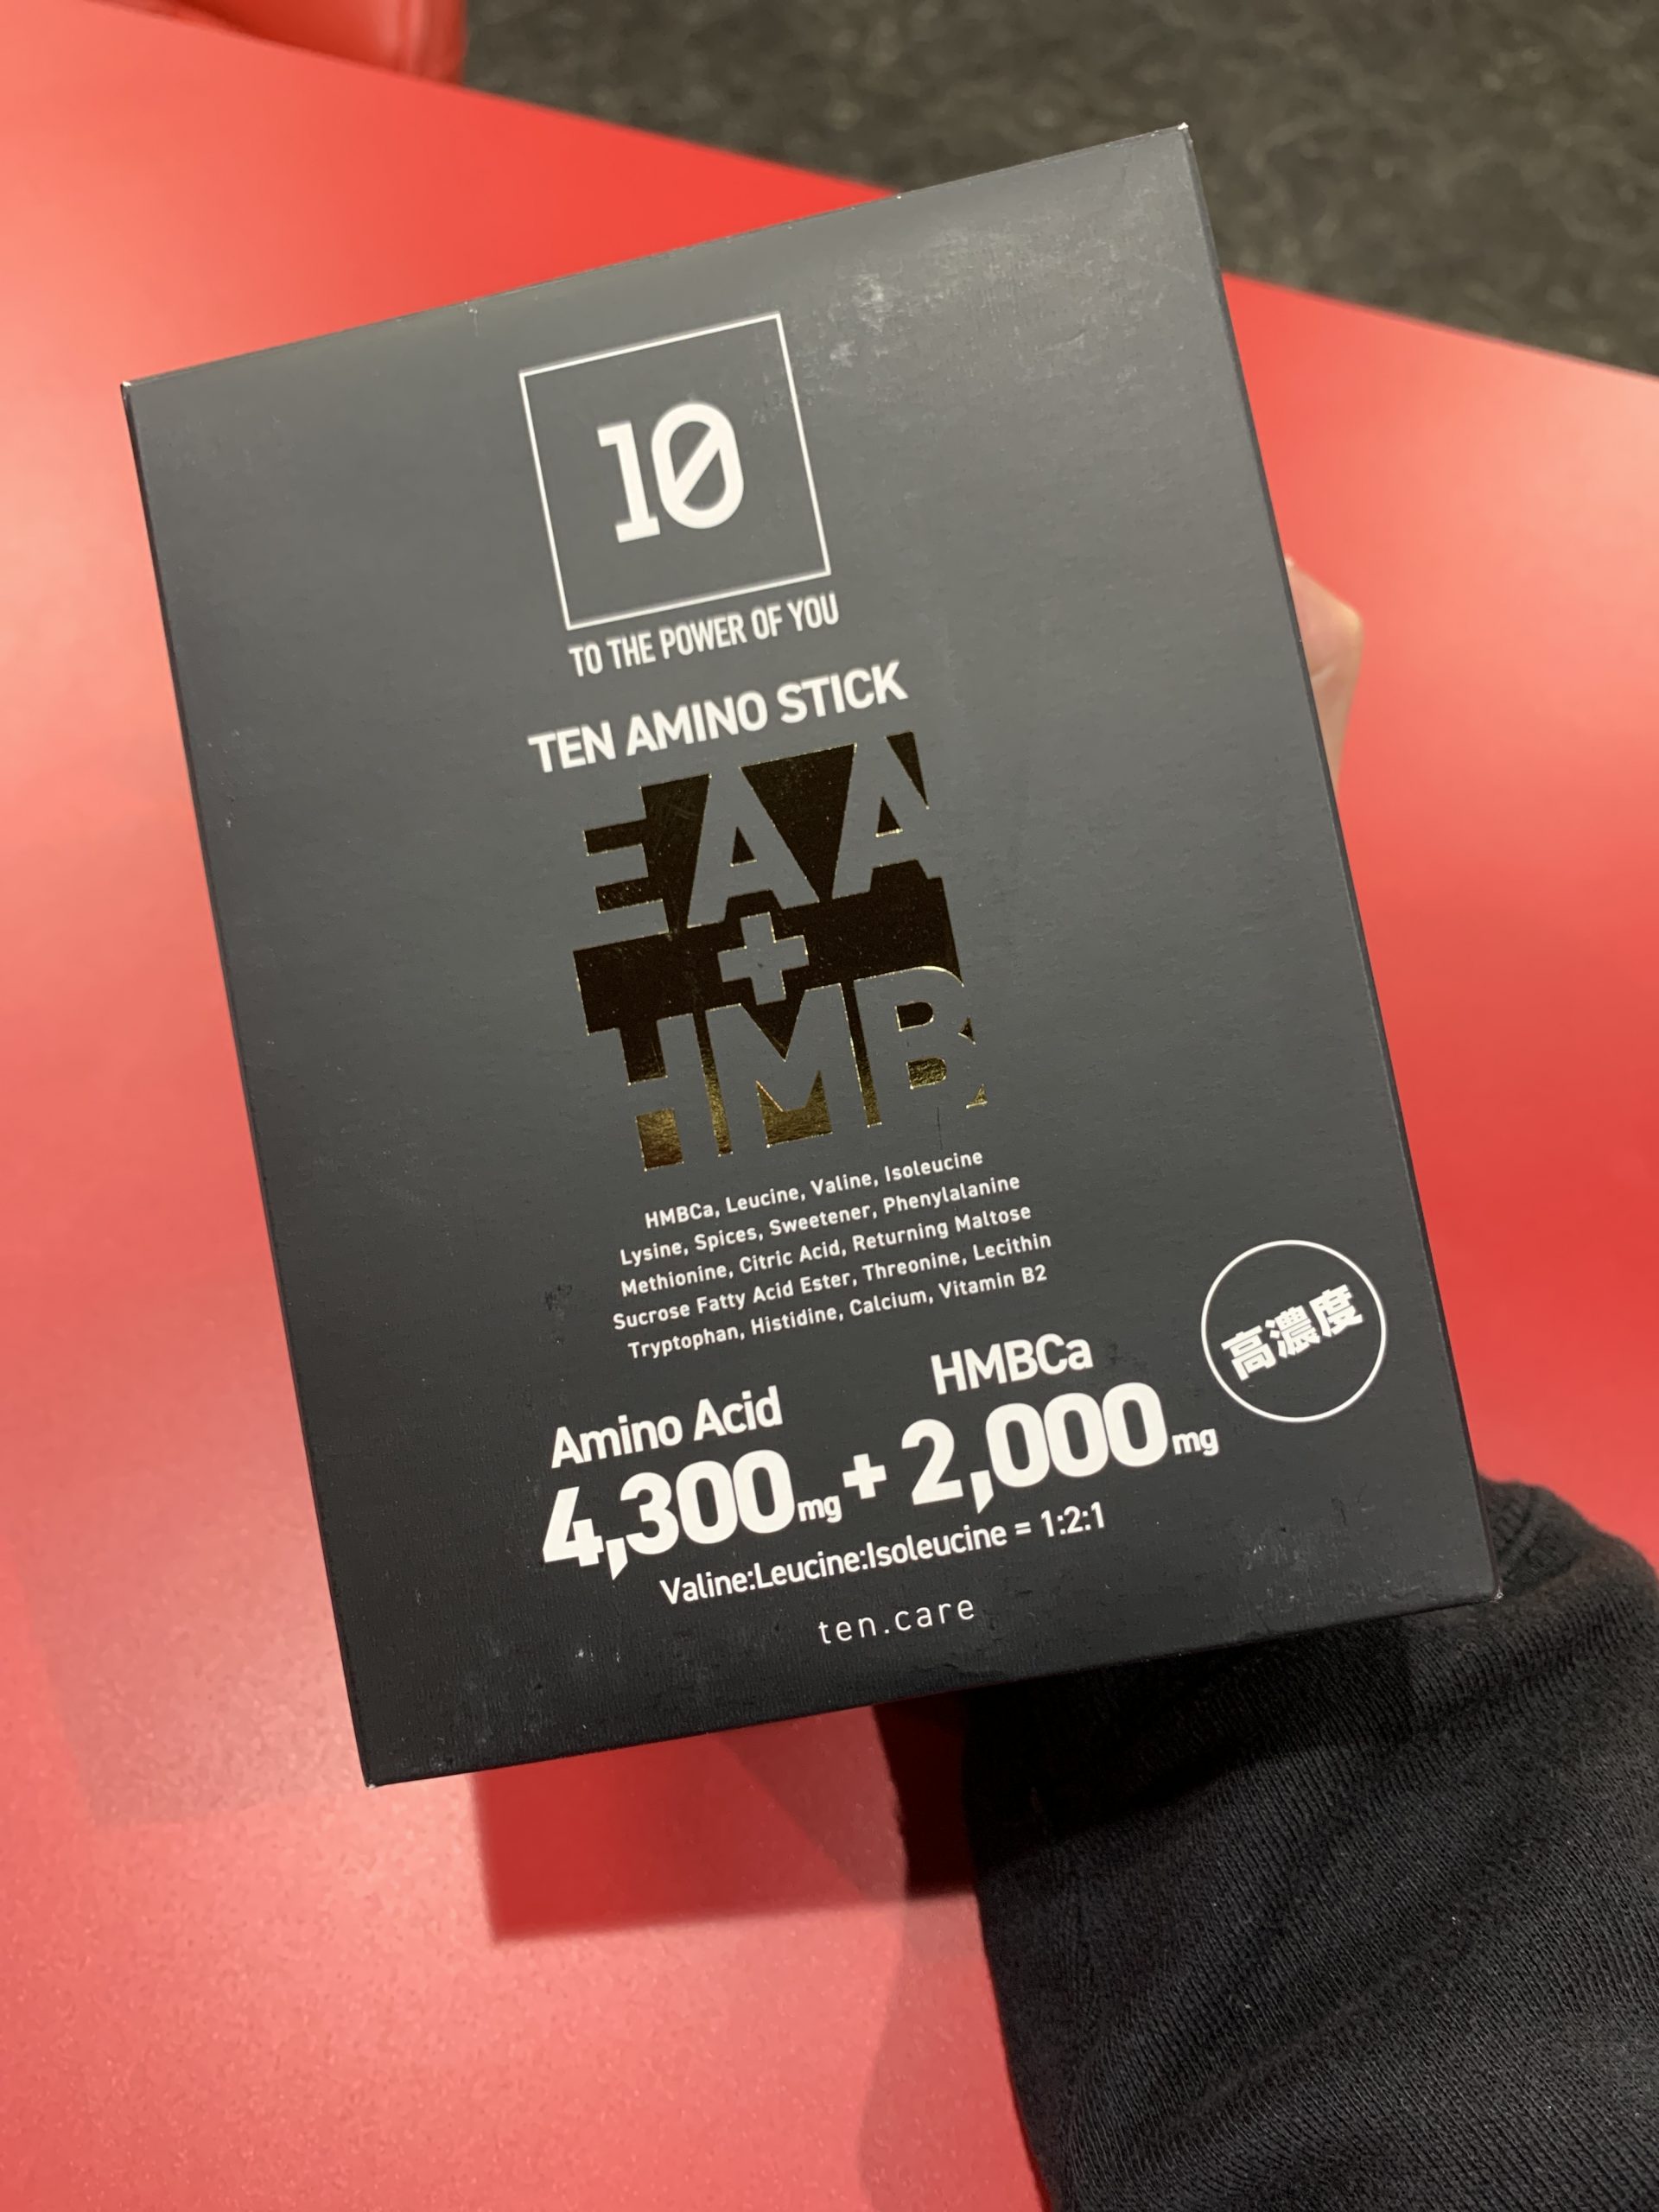 10
TO THE POWER OF YOU
TEN AMINO STICK
EAA
+
HMB
HMBCa, Leucine, Valine, Isoleucine
Lysine, Spices, Sweetener, Phenylalanine
Methionine, Citric Acid, Returning Maltose
Sucrose Fatty Acid Ester, Threonine, Lecithin
Tryptophan, Histidine, Calcium, Vitamin B2
Amino Acid HMBCa
4,300mg + 2,000mg
高濃度
Valine:Leucine:Isoleucine = 1:2:1
ten.care